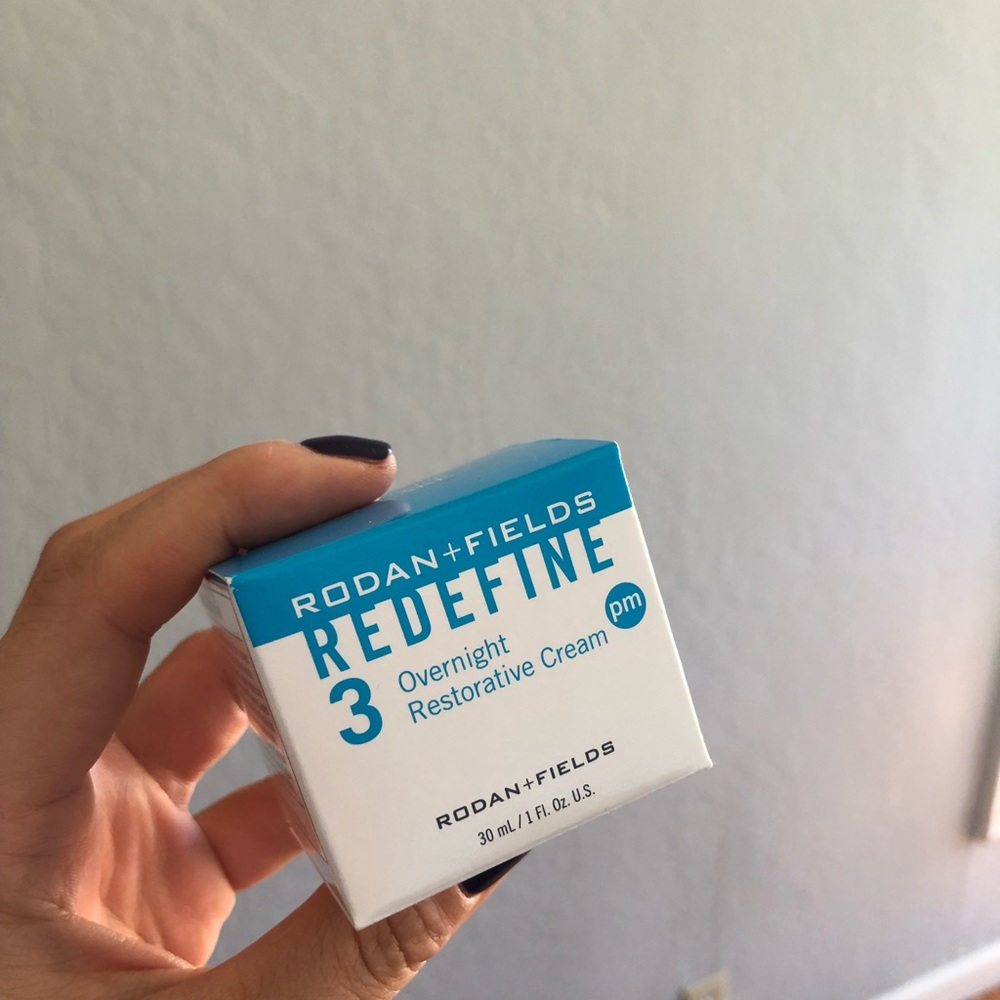 RODAN+FIELDS
REDEFINE
3
Overnight
Restorative Cream
pm
RODAN+FIELDS
30 mL / 1 Fl. Oz. U.S.